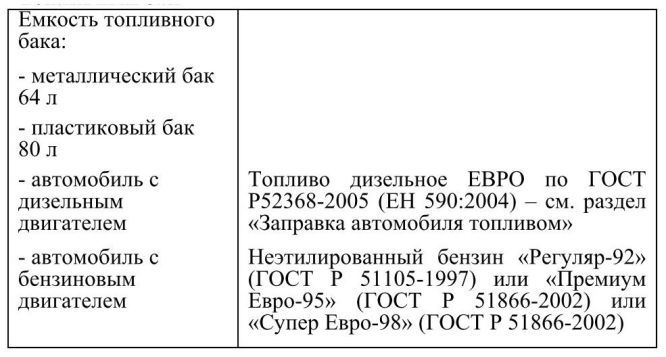 Емкость топливного
бака:
- металлический бак
64 л
- пластиковый бак
80 л
- автомобиль с
дизельным
двигателем
Топливо дизельное ЕВРО по ГОСТ
Р52368-2005 (ЕН 590:2004) – см. раздел
«Заправка автомобиля топливом»
- автомобиль с
бензиновым
двигателем
Неэтилированный бензин «Регуляр-92»
(ГОСТ Р 51105-1997) или «Премиум
Евро-95» (ГОСТ Р 51866-2002) или
«Супер Евро-98» (ГОСТ Р 51866-2002)